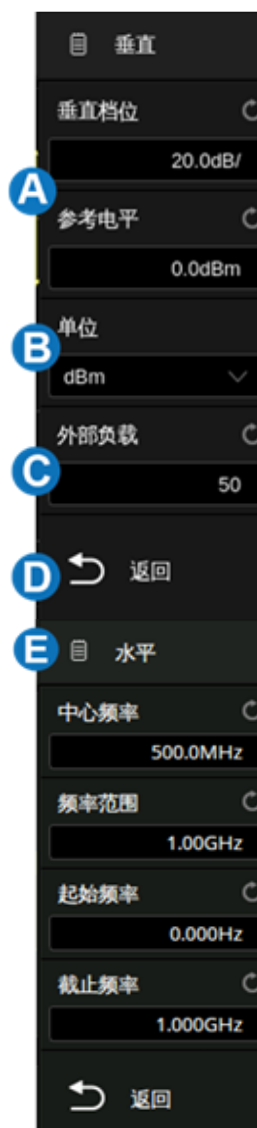 垂直
垂直档位
20.0dB/
A
参考电平
0.0dBm
单位
B
dBm
外部负载
C
50
D
返回
E
水平
中心频率
500.0MHz
频率范围
1.00GHz
起始频率
0.000Hz
截止频率
1.000GHz
返回